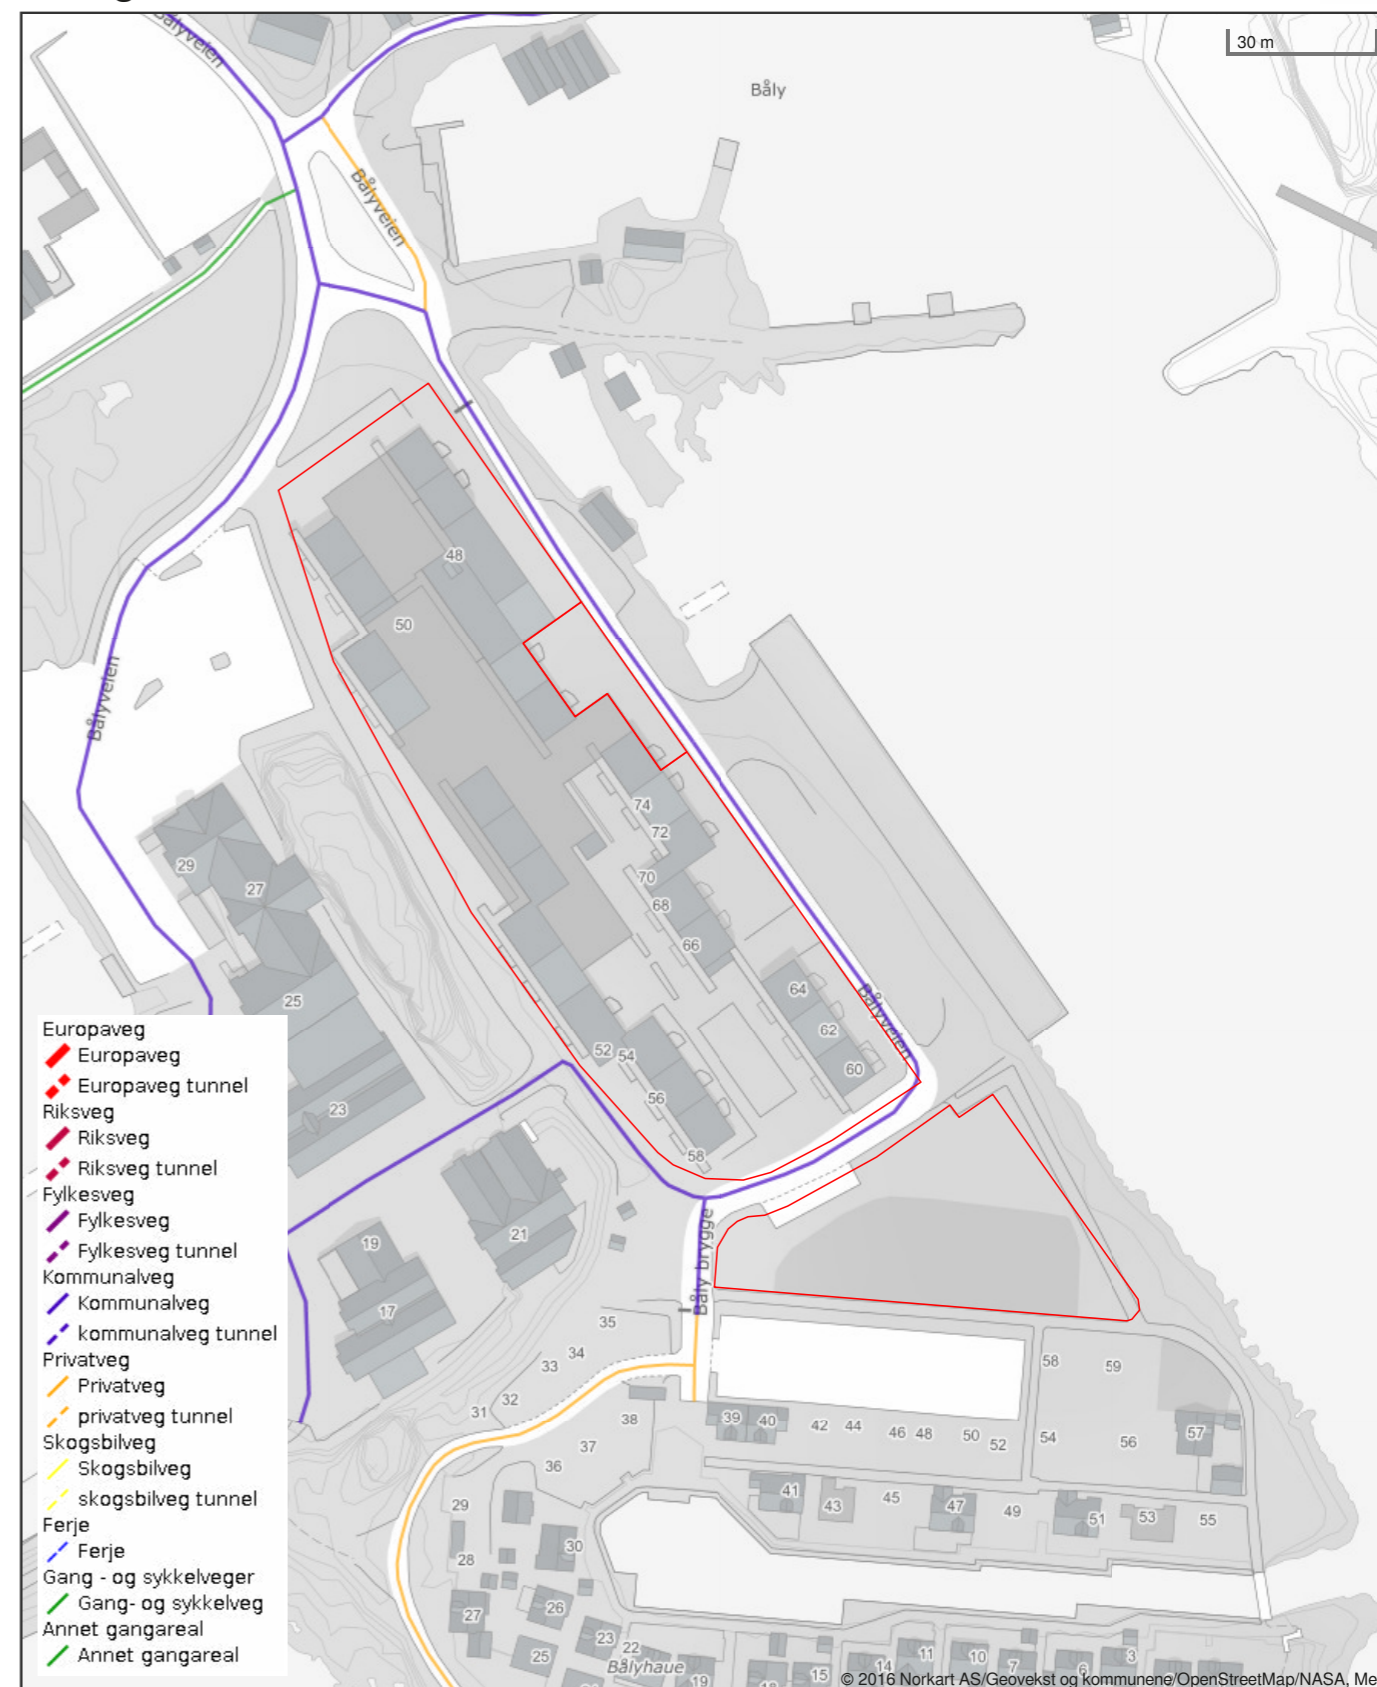 Bålyveien
30 m
Båly
Bålyveien
48
50
Bålyveien
74
72
29
70
27
68
66
64
25
Bålyveien
62
52
54
60
56
23
58
Båly brygge
21
19
17
35
34
33
58
59
32
31
38
39
40
42
44
46
48
50
52
54
56
57
37
36
41
43
45
47
49
51
53
55
29
30
28
27
26
23
22
25
Bålyhaue
19
15
14
11
10
7
6
3
Europaveg
Europaveg
Europaveg tunnel
Riksveg
Riksveg
Riksveg tunnel
Fylkesveg
Fylkesveg
Fylkesveg tunnel
Kommunalveg
Kommunalveg
kommunalveg tunnel
Privatveg
Privatveg
privatveg tunnel
Skogsbilveg
Skogsbilveg
skogsbilveg tunnel
Ferje
Ferje
Gang - og sykkelveger
Gang- og sykkelveg
Annet gangareal
Annet gangareal
© 2016 Norkart AS/Geovekst og kommunene/OpenStreetMap/NASA, Me